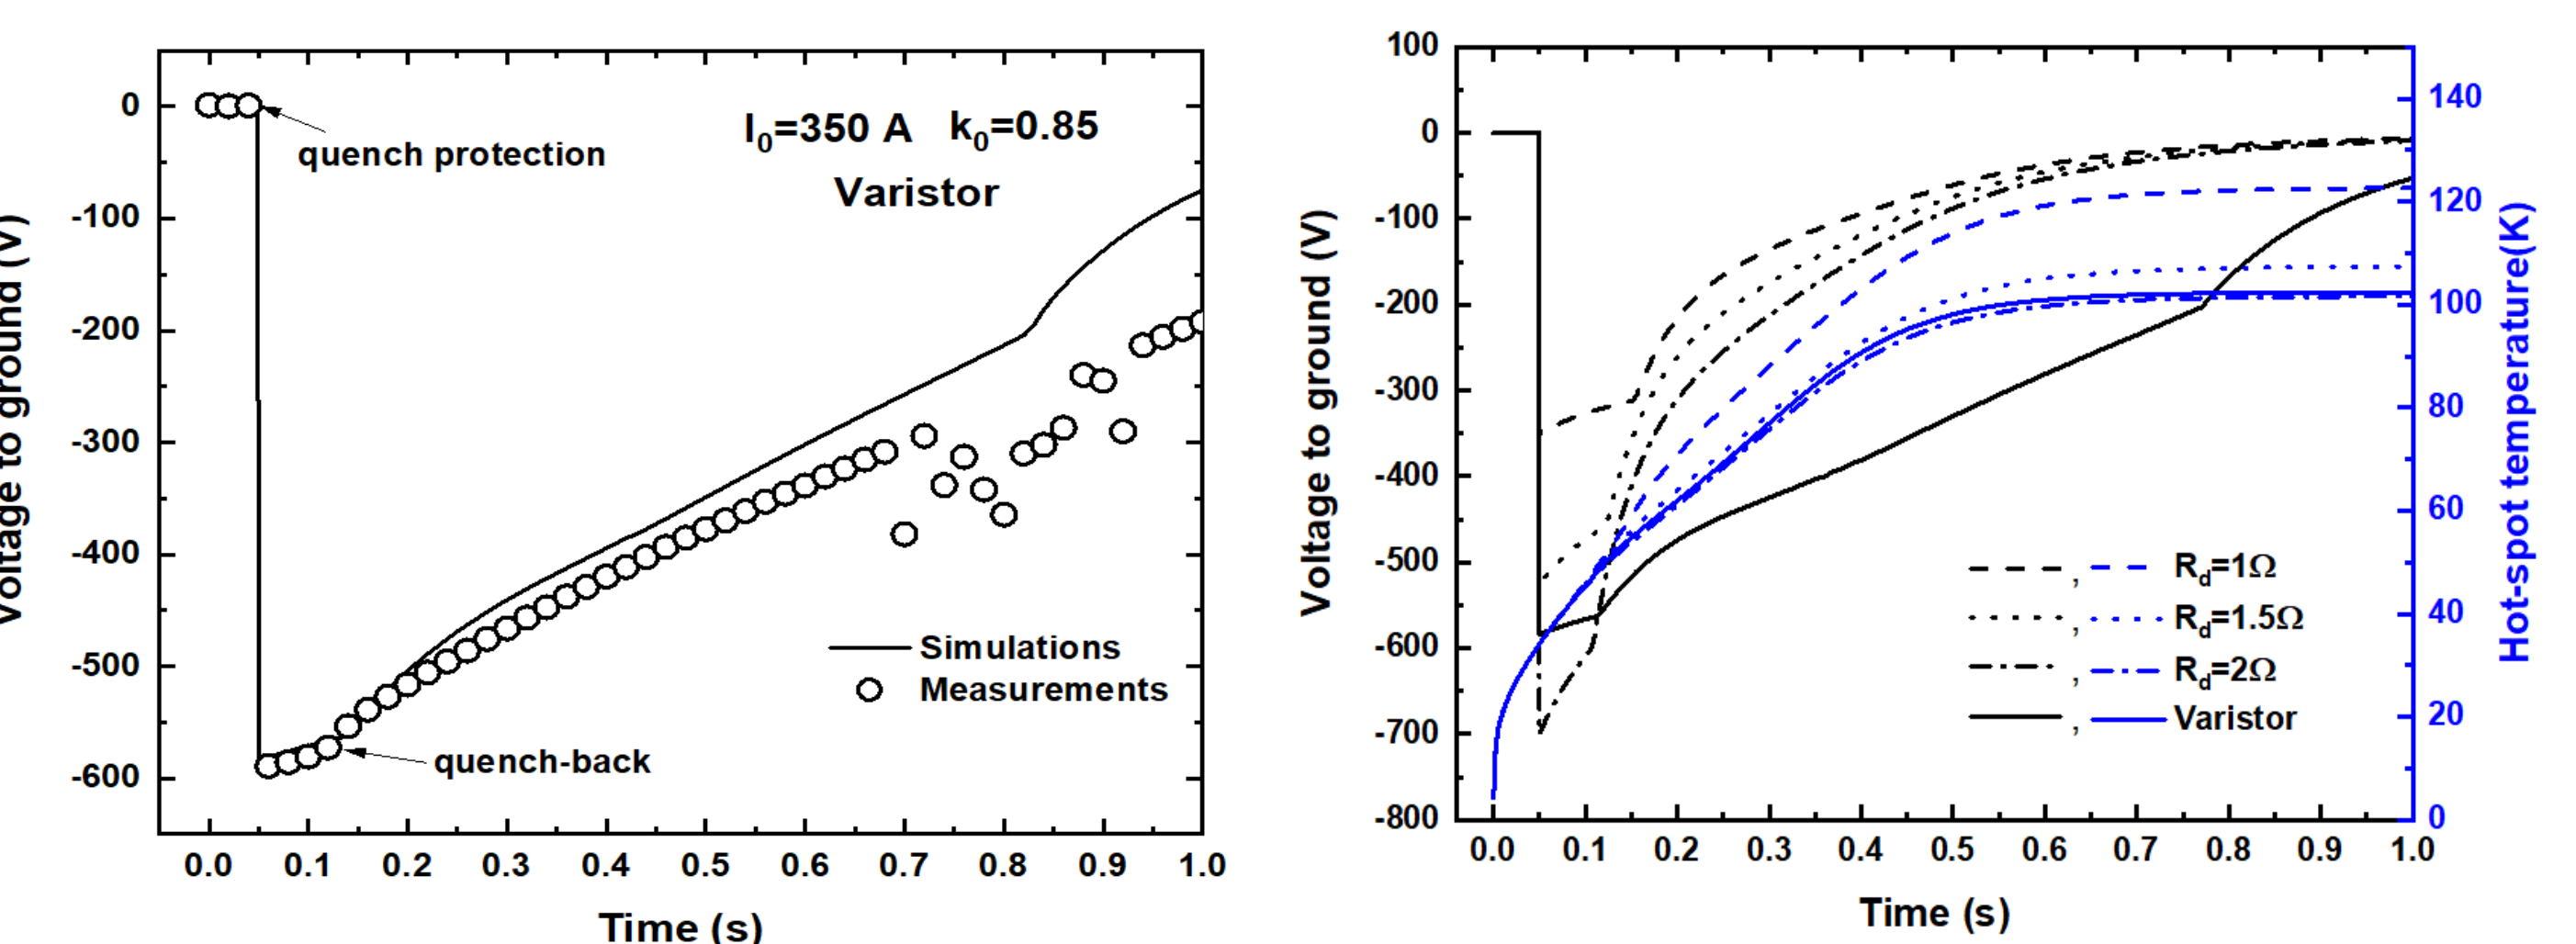 0
-100
-200
-300
-400
-500
-600
0.0 0.1 0.2 0.3 0.4 0.5 0.6 0.7 0.8 0.9 1.0
Time (s)
Voltage to ground (V)
quench protection
I₀=350 A k₀=0.85
Varistor
Simulations
Measurements
quench-back
100
0
-100
-200
-300
-400
-500
-600
-700
-800
0.0 0.1 0.2 0.3 0.4 0.5 0.6 0.7 0.8 0.9 1.0
Time (s)
Voltage to ground (V)
140
120
100
80
60
40
20
0
Hot-spot temperature(K)
, R_d=1Ω
, R_d=1.5Ω
, R_d=2Ω
, Varistor